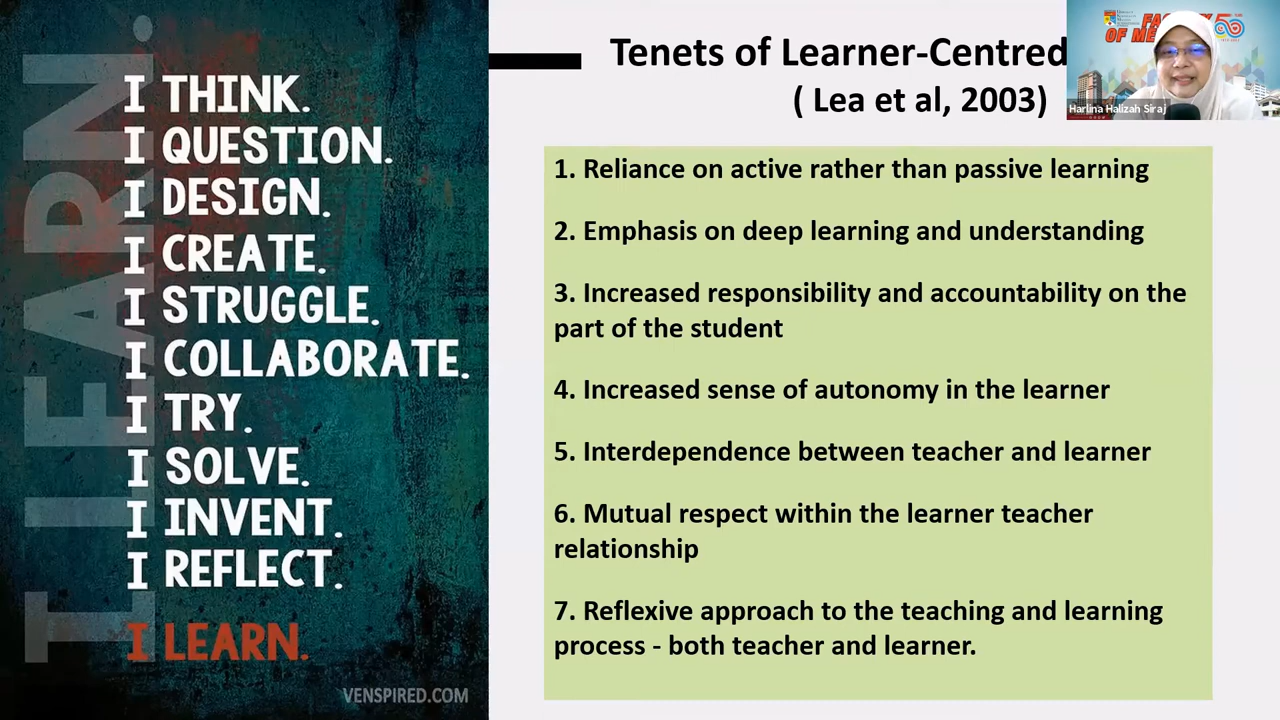 I LEARN.
I THINK.
I QUESTION.
I DESIGN.
I CREATE.
I STRUGGLE.
I COLLABORATE.
I TRY.
I SOLVE.
I INVENT.
I REFLECT.
I LEARN.
VENSPIRED.COM
Tenets of Learner-Centred
( Lea et al, 2003)
1. Reliance on active rather than passive learning
2. Emphasis on deep learning and understanding
3. Increased responsibility and accountability on the
part of the student
4. Increased sense of autonomy in the learner
5. Interdependence between teacher and learner
6. Mutual respect within the learner teacher
relationship
7. Reflexive approach to the teaching and learning
process - both teacher and learner.
Harlina Halizah Siraj